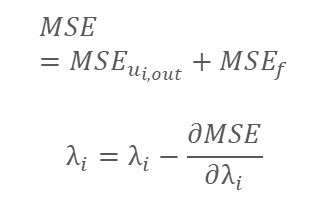 MSE
= MSE_{u_{i,out}} + MSE_f
λ_i = λ_i − ∂MSE/∂λ_i